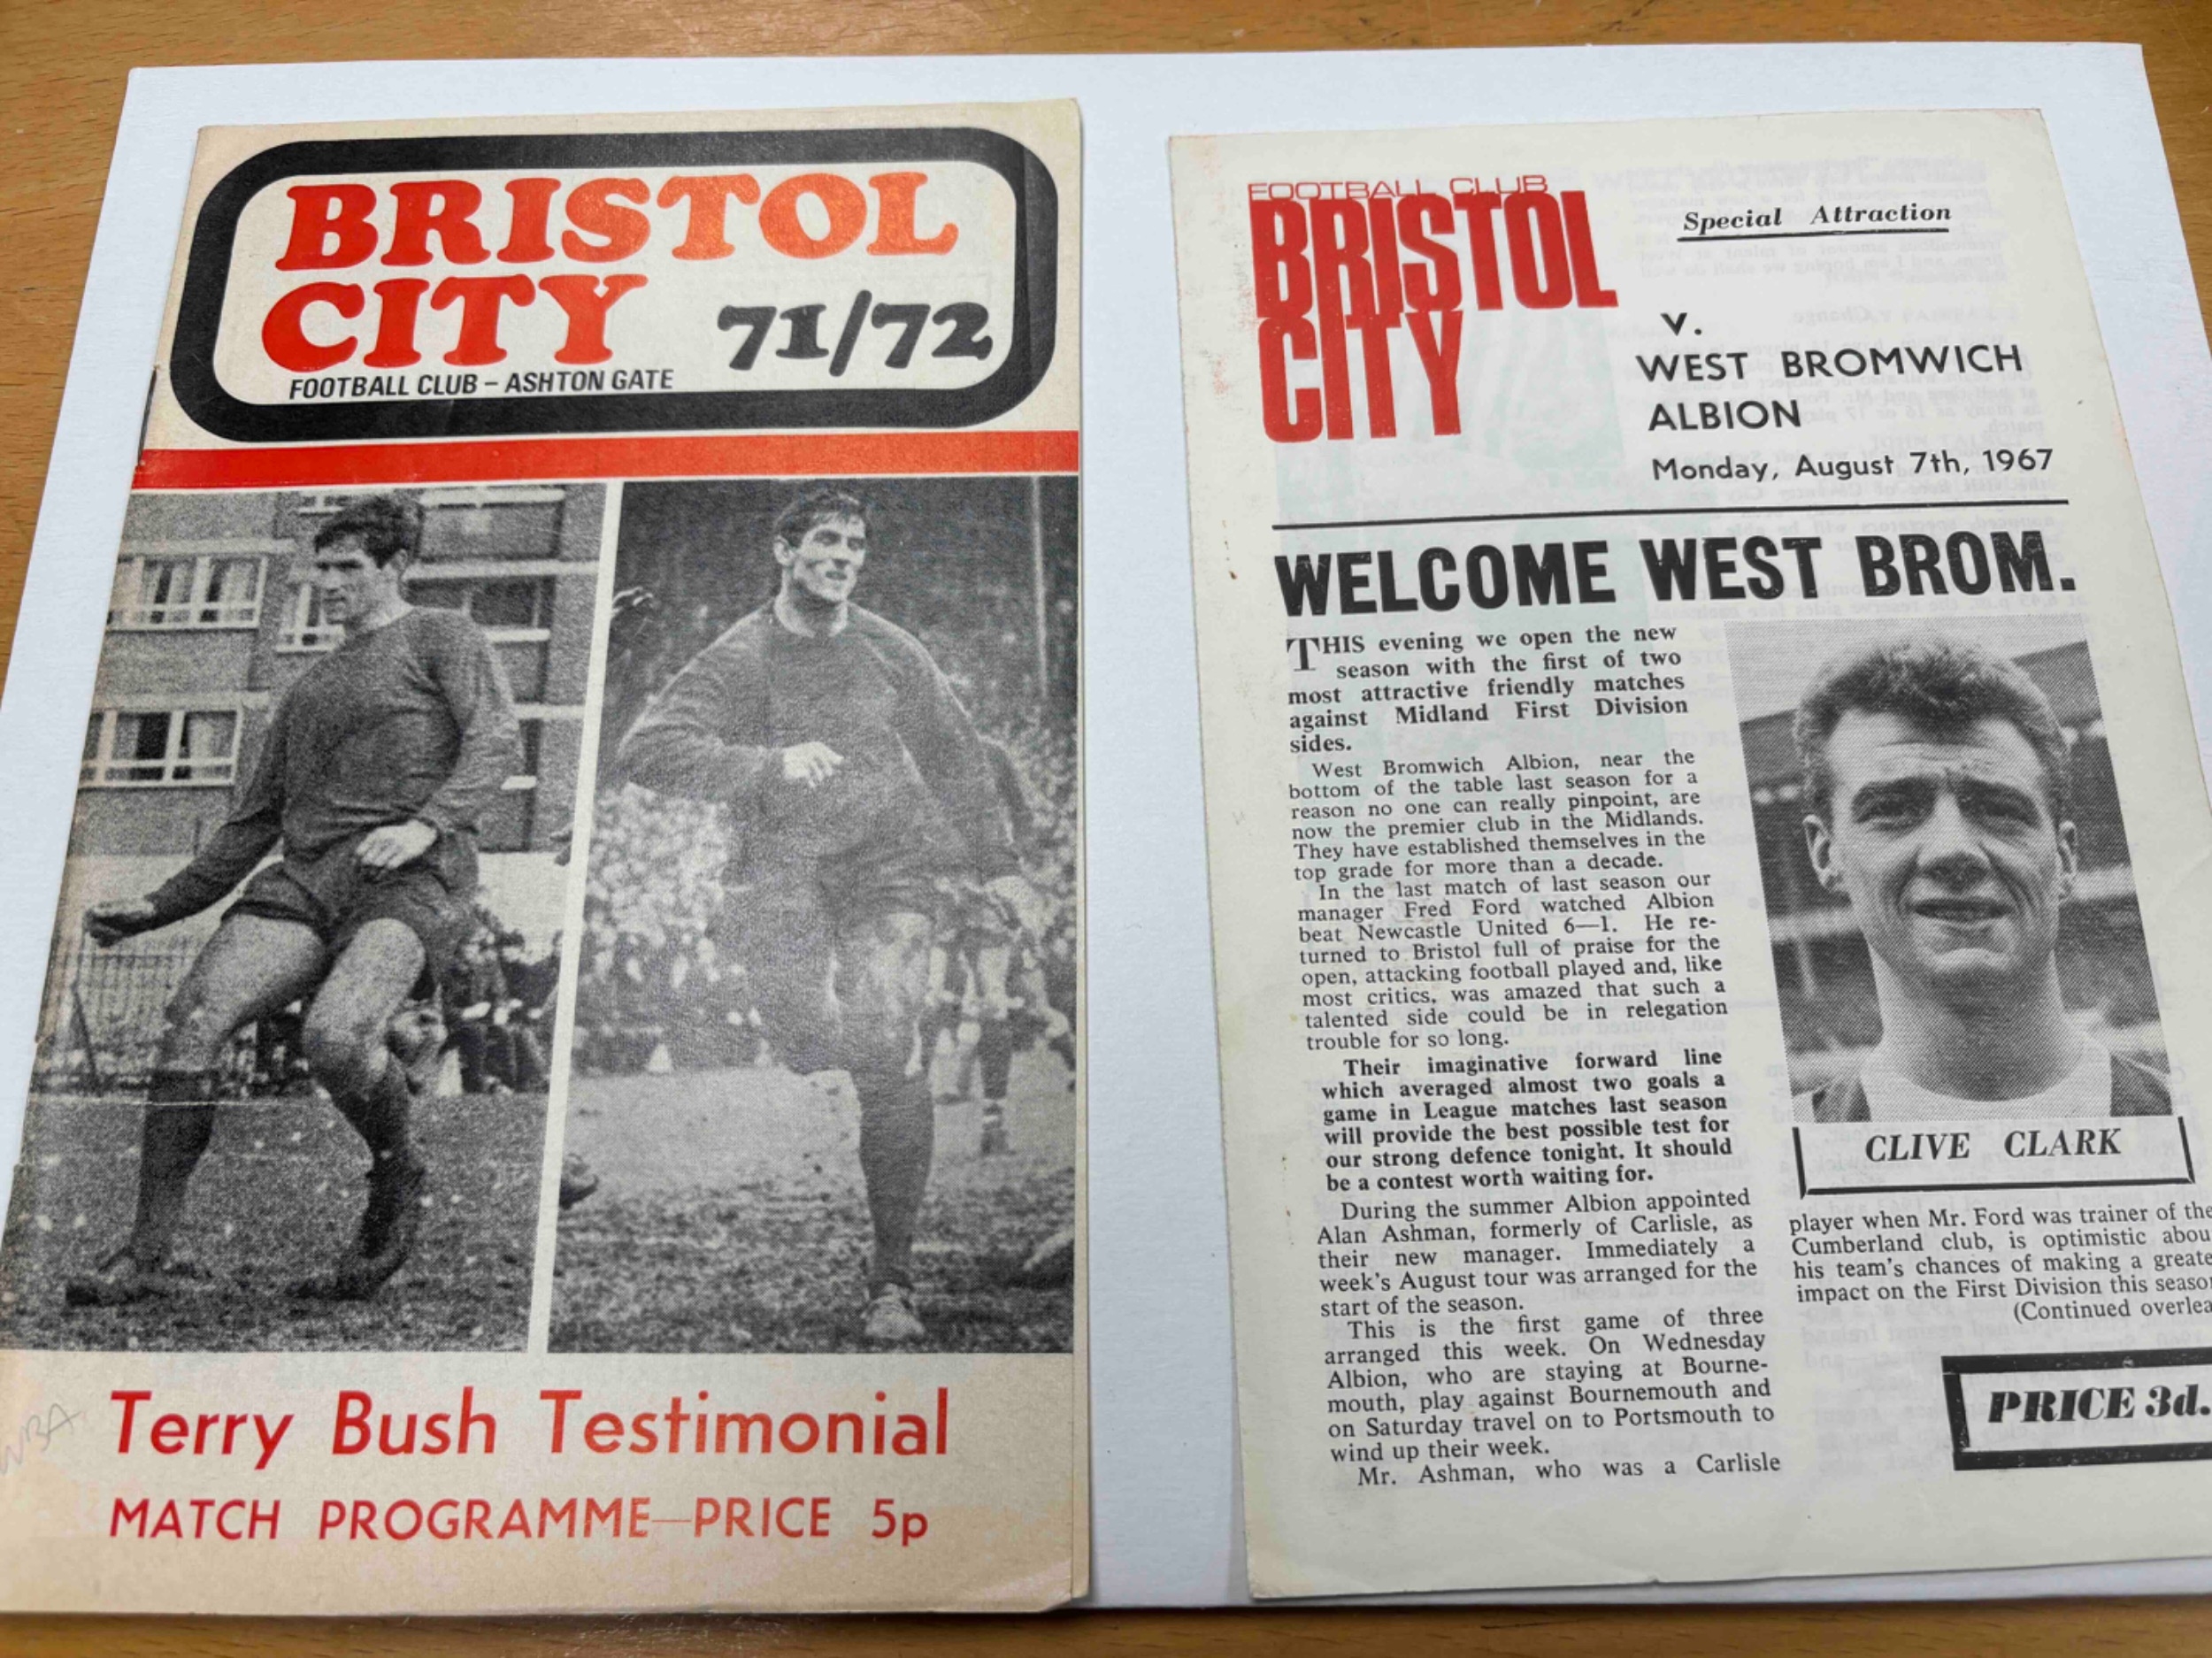 BRISTOL
CITY 71/72
FOOTBALL CLUB – ASHTON GATE
Terry Bush Testimonial
MATCH PROGRAMME—PRICE 5p
WBA
FOOTBALL CLUB
BRISTOL
CITY
Special Attraction
V.
WEST BROMWICH
ALBION
Monday, August 7th, 1967
WELCOME WEST BROM.
THIS evening we open the new
season with the first of two
most attractive friendly matches
against Midland First Division
sides.
West Bromwich Albion, near the
bottom of the table last season for a
reason no one can really pinpoint, are
now the premier club in the Midlands.
They have established themselves in the
top grade for more than a decade.
In the last match of last season our
manager Fred Ford watched Albion
beat Newcastle United 6—1. He re-
turned to Bristol full of praise for the
open, attacking football played and, like
most critics, was amazed that such a
talented side could be in relegation
trouble for so long.
Their imaginative forward line
which averaged almost two goals a
game in League matches last season
will provide the best possible test for
our strong defence tonight. It should
be a contest worth waiting for.
During the summer Albion appointed
Alan Ashman, formerly of Carlisle, as
their new manager. Immediately a
week's August tour was arranged for the
start of the season.
This is the first game of three
arranged this week. On Wednesday
Albion, who are staying at Bourne-
mouth, play against Bournemouth and
on Saturday travel on to Portsmouth to
wind up their week.
Mr. Ashman, who was a Carlisle
CLIVE CLARK
player when Mr. Ford was trainer of the
Cumberland club, is optimistic abou
his team's chances of making a greate
impact on the First Division this seaso
(Continued overlea
PRICE 3d.